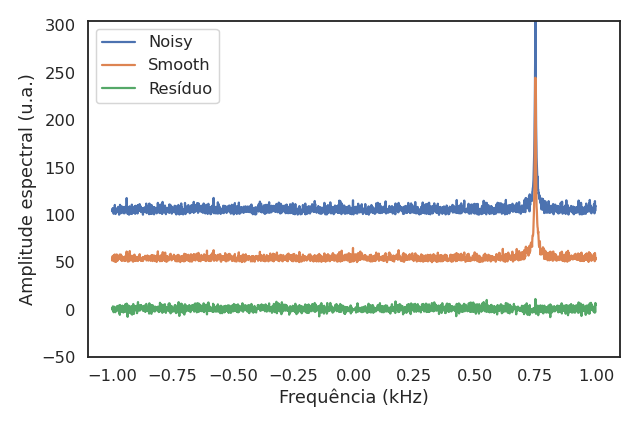 300
250
200
150
100
50
0
−50
Amplitude espectral (u.a.)
Noisy
Smooth
Resíduo
−1.00 −0.75 −0.50 −0.25 0.00 0.25 0.50 0.75 1.00
Frequência (kHz)